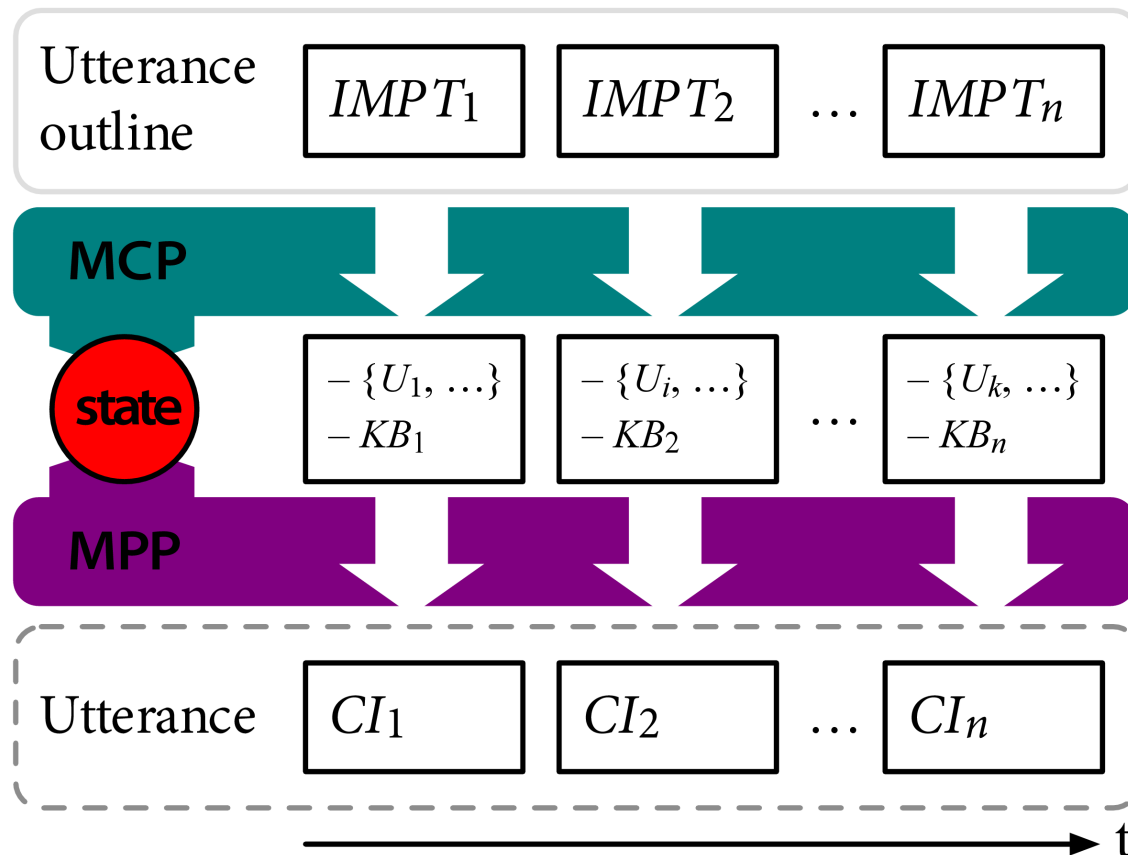 Utterance outline
IMPT₁ IMPT₂ … IMPTₙ
MCP
state
– {U₁, …} – {Uᵢ, …} … – {Uₖ, …}
– KB₁ – KB₂ – KBₙ
MPP
Utterance CI₁ CI₂ … CIₙ
t